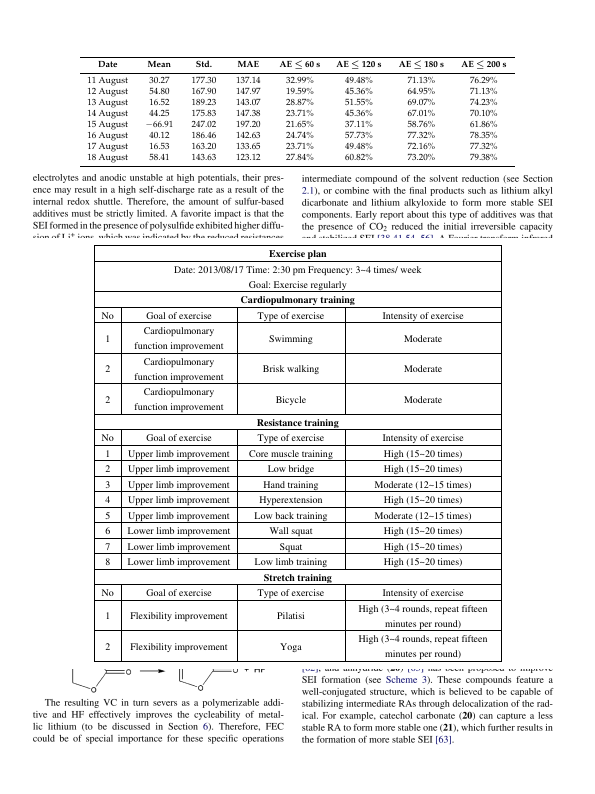 Date Mean Std. MAE AE ≤ 60 s AE ≤ 120 s AE ≤ 180 s AE ≤ 200 s
11 August 30.27 177.30 137.14 32.99% 49.48% 71.13% 76.29%
12 August 54.80 167.90 147.97 19.59% 45.36% 64.95% 71.13%
13 August 16.52 189.23 143.07 28.87% 51.55% 69.07% 74.23%
14 August 44.25 175.83 147.38 23.71% 45.36% 67.01% 70.10%
15 August −66.91 247.02 197.20 21.65% 37.11% 58.76% 61.86%
16 August 40.12 186.46 142.63 24.74% 57.73% 77.32% 78.35%
17 August 16.53 163.20 133.65 23.71% 49.48% 72.16% 77.32%
18 August 58.41 143.63 123.12 27.84% 60.82% 73.20% 79.38%
electrolytes and anodic unstable at high potentials, their pres-
ence may result in a high self-discharge rate as a result of the
internal redox shuttle. Therefore, the amount of sulfur-based
additives must be strictly limited. A favorite impact is that the
SEI formed in the presence of polysulfide exhibited higher diffu-
sion of Li⁺ ions, which was indicated by the reduced resistances
intermediate compound of the solvent reduction (see Section
2.1), or combine with the final products such as lithium alkyl
dicarbonate and lithium alkyloxide to form more stable SEI
components. Early report about this type of additives was that
the presence of CO₂ reduced the initial irreversible capacity
and stabilized SEI [38,41,54–56]. A Fourier transform infrared
Exercise plan
Date: 2013/08/17 Time: 2:30 pm Frequency: 3~4 times/ week
Goal: Exercise regularly
Cardiopulmonary training
No Goal of exercise Type of exercise Intensity of exercise
Cardiopulmonary
1 Swimming Moderate
function improvement
Cardiopulmonary
2 Brisk walking Moderate
function improvement
Cardiopulmonary
2 Bicycle Moderate
function improvement
Resistance training
No Goal of exercise Type of exercise Intensity of exercise
1 Upper limb improvement Core muscle training High (15~20 times)
2 Upper limb improvement Low bridge High (15~20 times)
3 Upper limb improvement Hand training Moderate (12~15 times)
4 Upper limb improvement Hyperextension High (15~20 times)
5 Upper limb improvement Low back training Moderate (12~15 times)
6 Lower limb improvement Wall squat High (15~20 times)
7 Lower limb improvement Squat High (15~20 times)
8 Lower limb improvement Low limb training High (15~20 times)
Stretch training
No Goal of exercise Type of exercise Intensity of exercise
High (3~4 rounds, repeat fifteen
1 Flexibility improvement Pilatisi
minutes per round)
High (3~4 rounds, repeat fifteen
2 Flexibility improvement Yoga
minutes per round)
O O + HF
O O
The resulting VC in turn severs as a polymerizable addi-
tive and HF effectively improves the cycleability of metal-
lic lithium (to be discussed in Section 6). Therefore, FEC
could be of special importance for these specific operations
[62], and anhydride (20) [63] has been proposed to improve
SEI formation (see Scheme 3). These compounds feature a
well-conjugated structure, which is believed to be capable of
stabilizing intermediate RAs through delocalization of the rad-
ical. For example, catechol carbonate (20) can capture a less
stable RA to form more stable one (21), which further results in
the formation of more stable SEI [63].